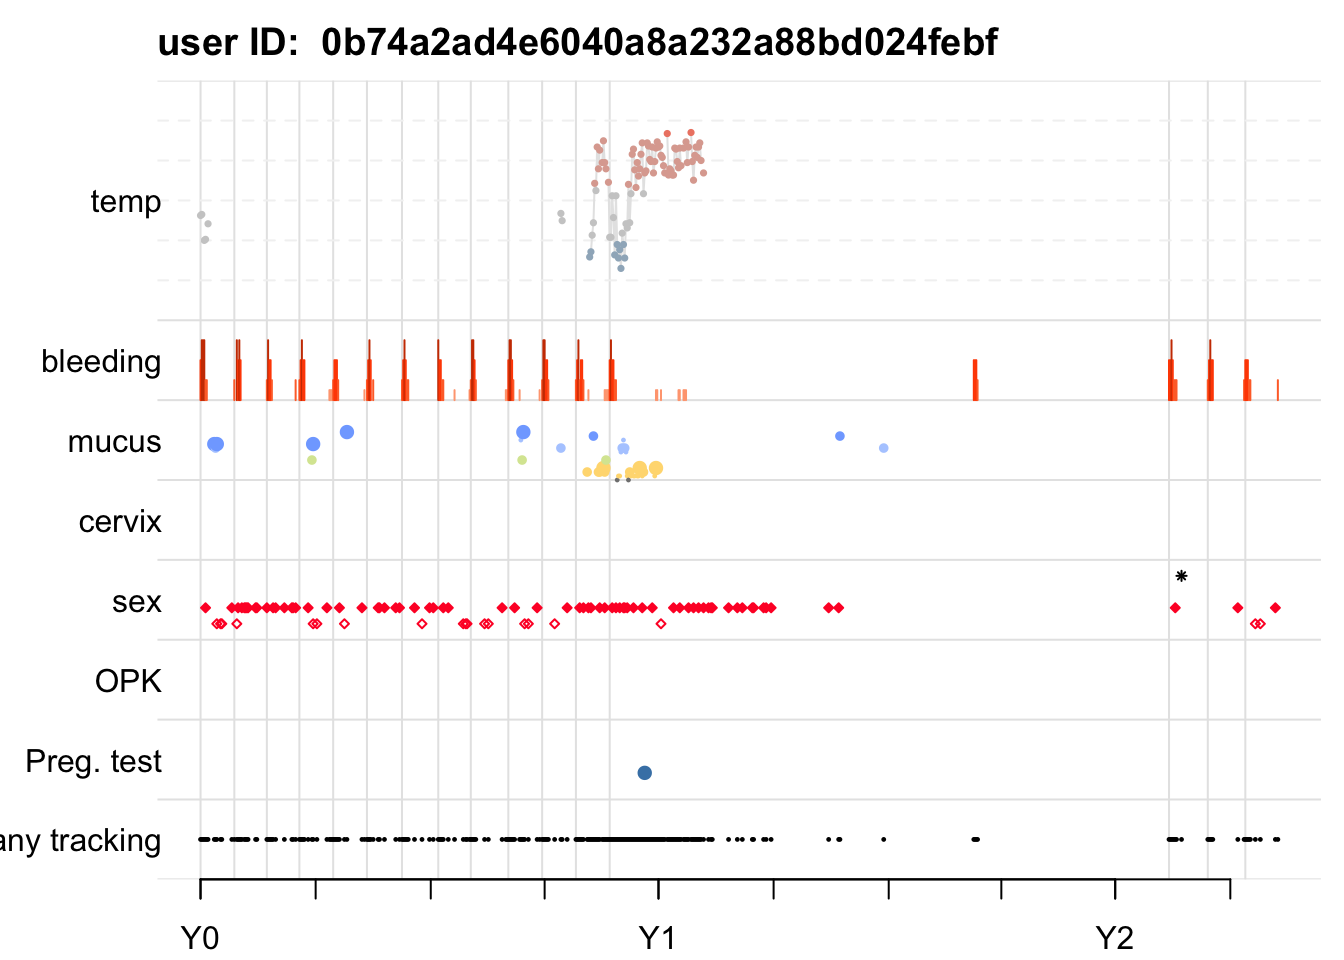 user ID:  0b74a2ad4e6040a8a232a88bd024febf
temp
bleeding
mucus
cervix
sex
OPK
Preg. test
any tracking
Y0 Y1 Y2